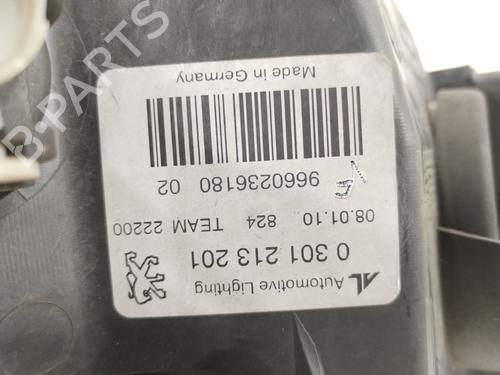 AL Automotive Lighting
0 301 213 201
08.01.10 824 TEAM 22200
9660236180 02
Made in Germany
B-PARTS